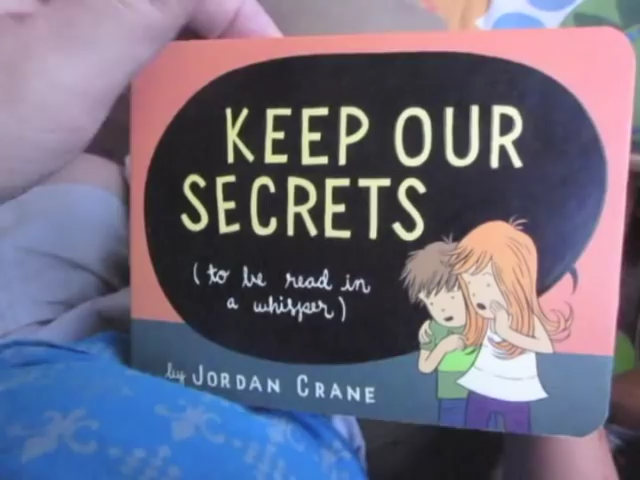 KEEP OUR
SECRETS
(to be read in
a whisper)
by JORDAN CRANE